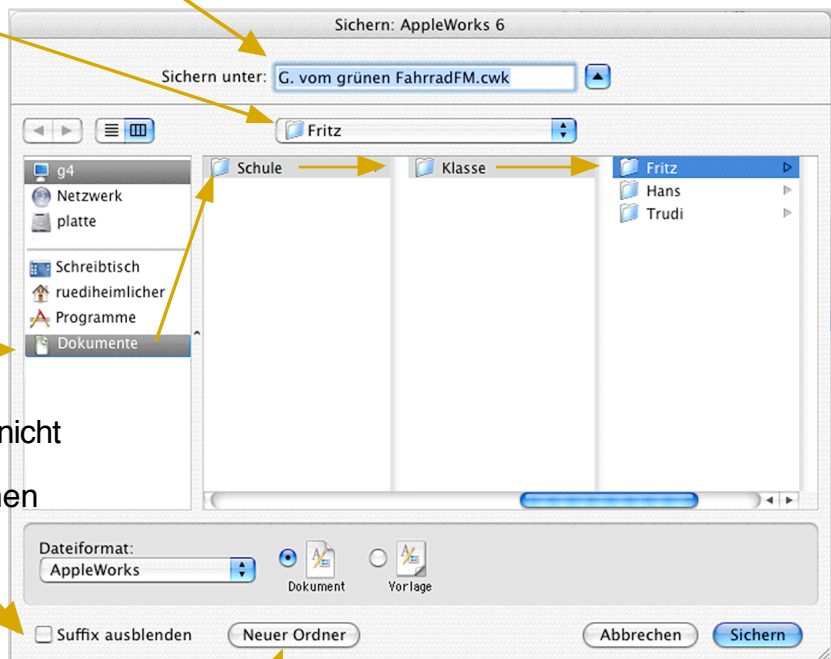 Sichern: AppleWorks 6
Sichern unter: G. vom grünen FahrradFM.cwk
Fritz
g4
Netzwerk
platte
Schreibtisch
ruediheimlicher
Programme
Dokumente
Schule
Klasse
Fritz
Hans
Trudi
nicht
Dateiformat:
AppleWorks
Dokument
Vorlage
Suffix ausblenden
Neuer Ordner
Abbrechen
Sichern